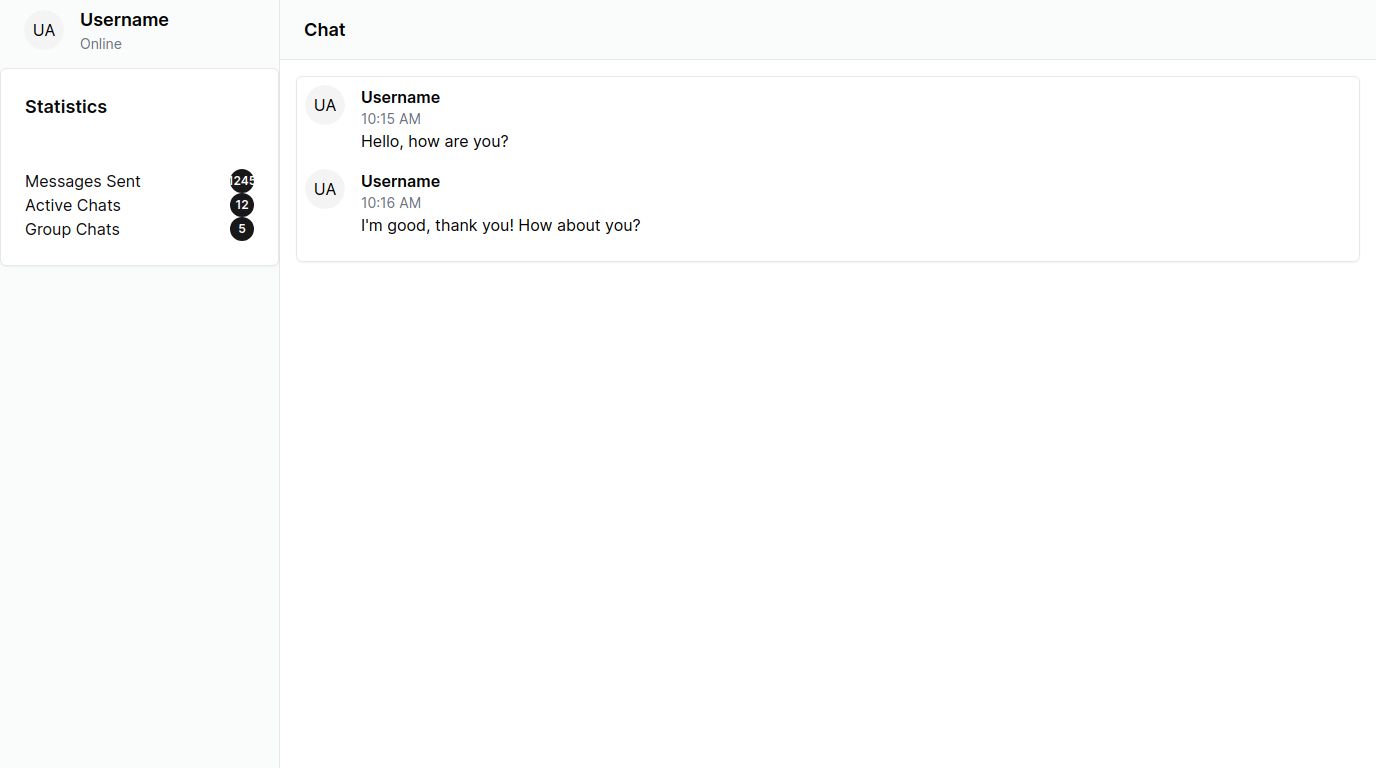 UA
Username
Online
Statistics
Messages Sent 1245
Active Chats 12
Group Chats 5
Chat
UA
Username
10:15 AM
Hello, how are you?
UA
Username
10:16 AM
I'm good, thank you! How about you?